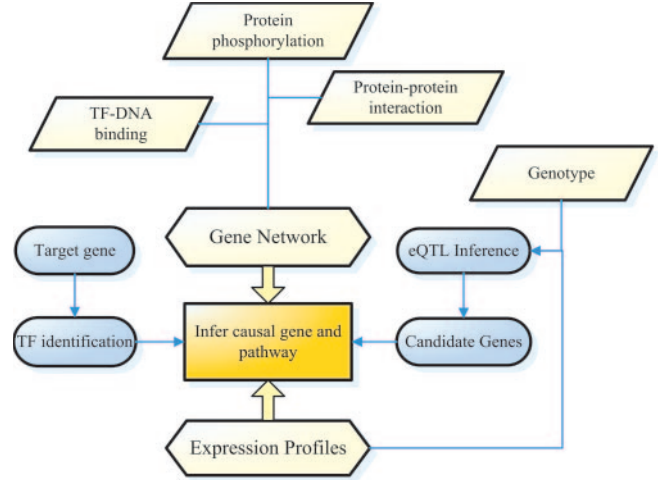 Protein
phosphorylation
Protein-protein
interaction
TF-DNA
binding
Genotype
Gene Network
Target gene
eQTL Inference
Infer causal gene and
pathway
TF identification
Candidate Genes
Expression Profiles